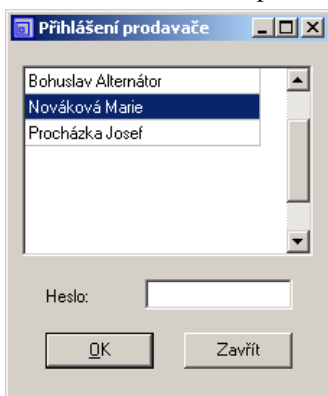 Přihlášení prodavače
Bohuslav Alternátor
Nováková Marie
Procházka Josef
Heslo:
OK
Zavřít